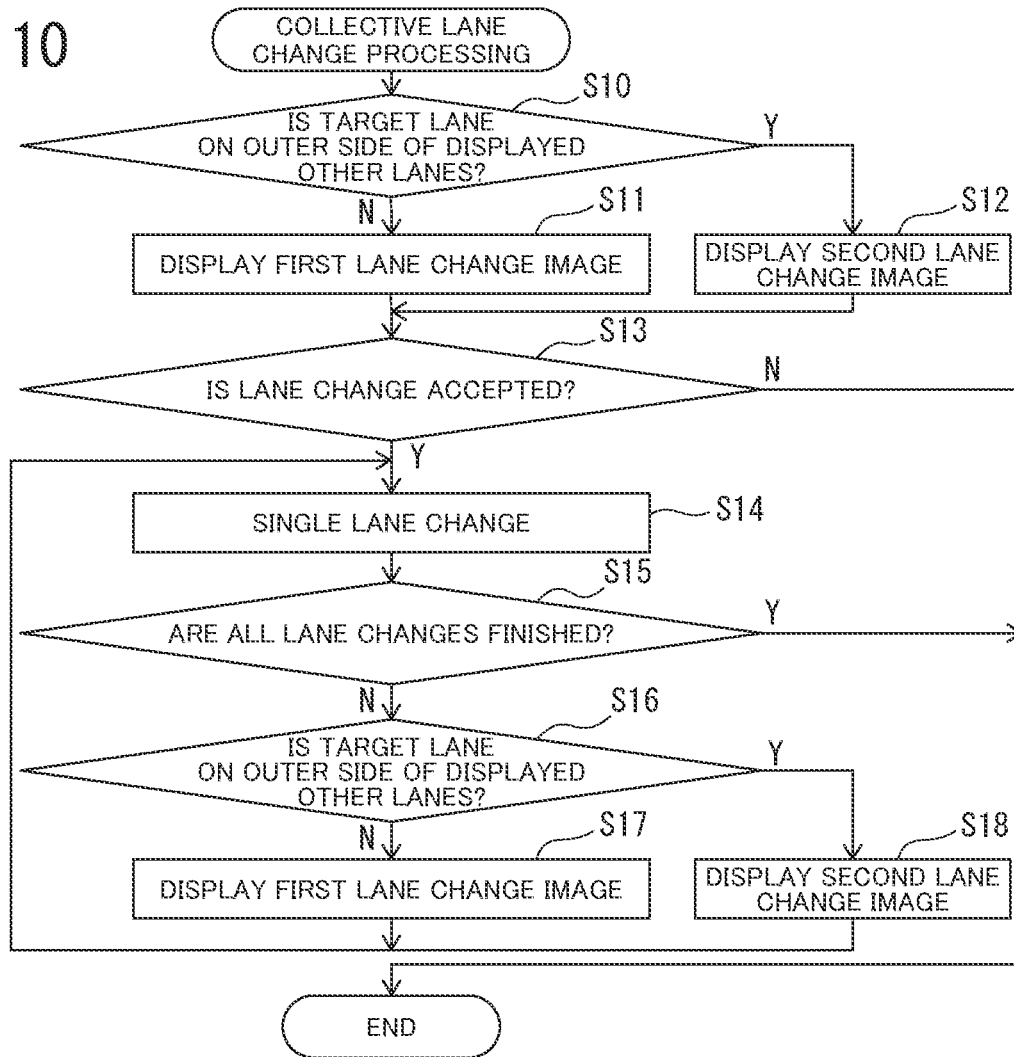 10
COLLECTIVE LANE
CHANGE PROCESSING
S10
IS TARGET LANE
ON OUTER SIDE OF DISPLAYED
OTHER LANES?
Y
N
S11
DISPLAY FIRST LANE CHANGE IMAGE
S12
DISPLAY SECOND LANE
CHANGE IMAGE
S13
IS LANE CHANGE ACCEPTED?
N
Y
SINGLE LANE CHANGE
S14
S15
ARE ALL LANE CHANGES FINISHED?
Y
N
S16
IS TARGET LANE
ON OUTER SIDE OF DISPLAYED
OTHER LANES?
Y
N
S17
DISPLAY FIRST LANE CHANGE IMAGE
S18
DISPLAY SECOND LANE
CHANGE IMAGE
END